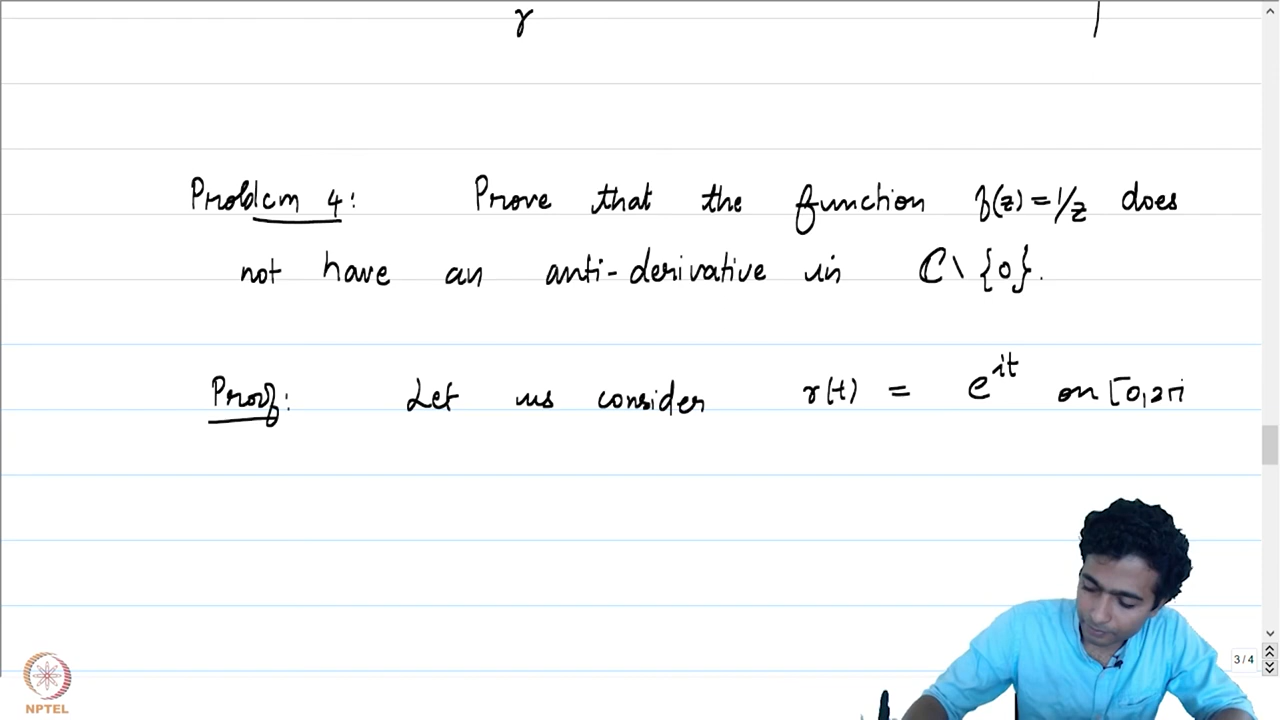 γ
Problem 4: Prove that the function f(z) = 1/z does
not have an anti-derivative in ℂ \ {0}.
Proof: Let us consider γ(t) = e^{it} on [0,2π
3 / 4
NPTEL